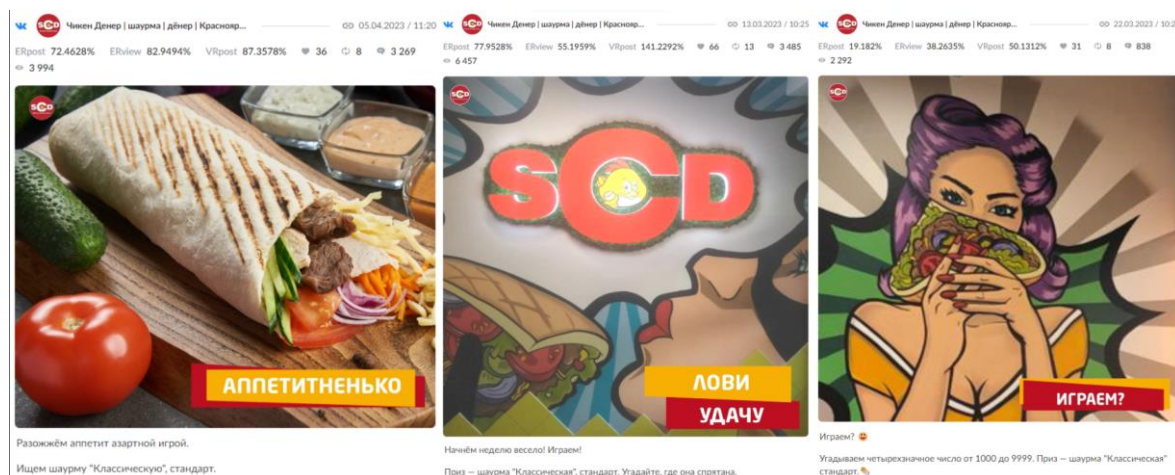 SCD Чикен Денер | шаурма | дёнер | Краснояр... 05.04.2023 / 11:20
ERpost 72.4628% ERview 82.9494% VRpost 87.3578% 36 8 3 269
3 994
SCD
АППЕТИТНЕНЬКО
Разожжём аппетит азартной игрой.
Ищем шаурму "Классическую", стандарт.
SCD Чикен Денер | шаурма | дёнер | Краснояр... 13.03.2023 / 10:25
ERpost 77.9528% ERview 55.1959% VRpost 141.2292% 66 13 3 485
6 457
SCD
SCD
ЛОВИ
УДАЧУ
Начнём неделю весело! Играем!
Приз — шаурма "Классическая", стандарт. Угадайте, где она спрятана.
SCD Чикен Денер | шаурма | дёнер | Краснояр... 22.03.2023 /
ERpost 19.182% ERview 38.2635% VRpost 50.1312% 31 8 838
2 292
SCD
ИГРАЕМ?
Играем?
Угадываем четырехзначное число от 1000 до 9999. Приз — шаурма "Классическая"
стандарт.